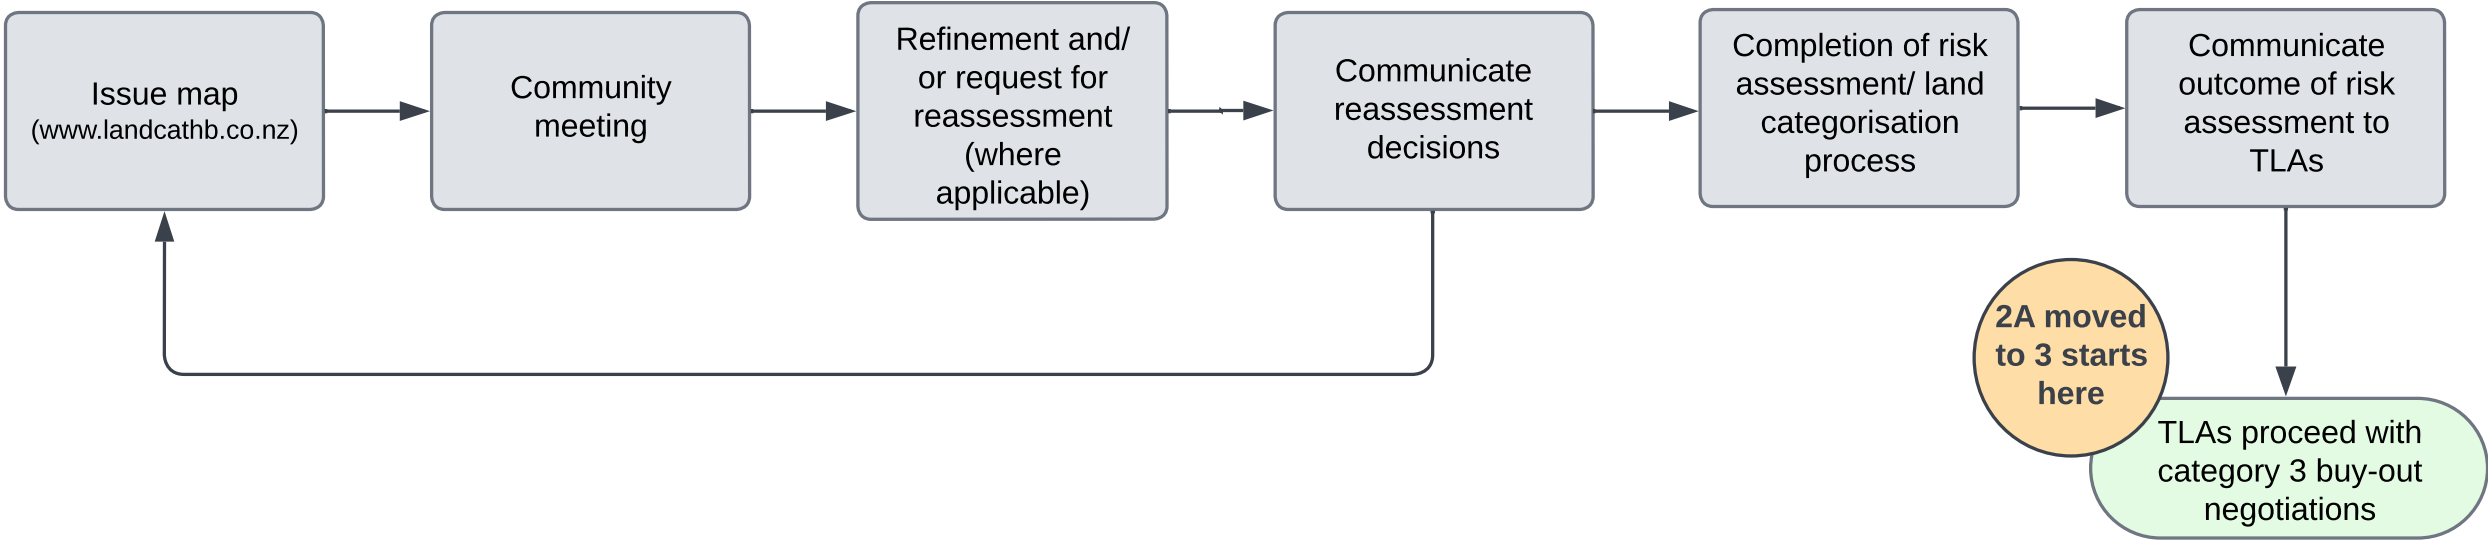 Issue map
(www.landcathb.co.nz)
Community
meeting
Refinement and/
or request for
reassessment
(where
applicable)
Communicate
reassessment
decisions
Completion of risk
assessment/ land
categorisation
process
Communicate
outcome of risk
assessment to
TLAs
2A moved
to 3 starts
here
TLAs proceed with
category 3 buy-out
negotiations